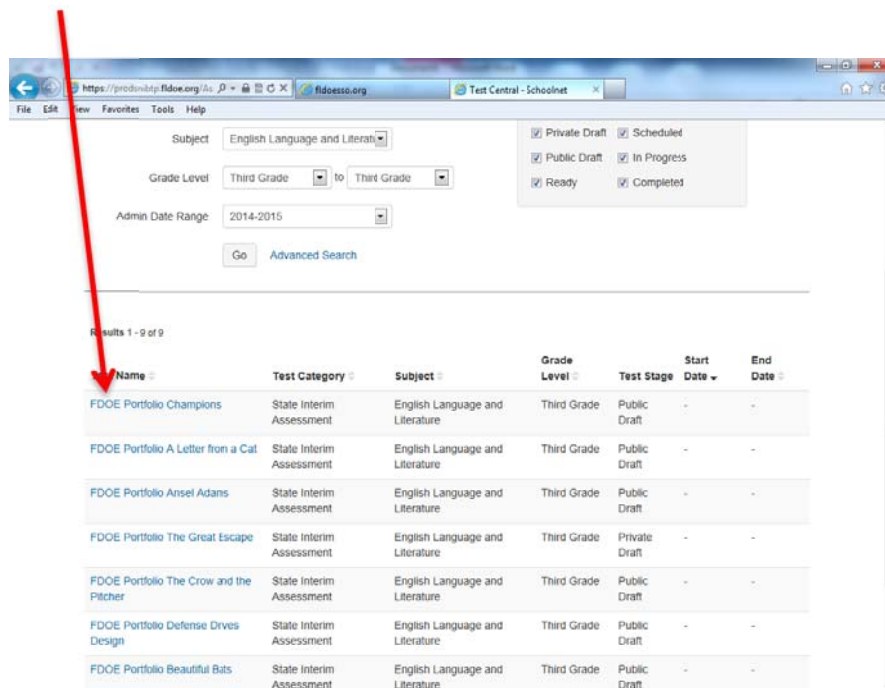 https://prodsnibtp.fldoe.org/As
fldoesso.org
Test Central - Schoolnet
File Edit View Favorites Tools Help
Subject English Language and Literati
Private Draft Scheduled
Public Draft In Progress
Grade Level Third Grade to Third Grade
Ready Completed
Admin Date Range 2014-2015
Go Advanced Search
Results 1 - 9 of 9
Name Test Category Subject Grade Level Test Stage Start Date End Date
FDOE Portfolio Champions State Interim Assessment English Language and Literature Third Grade Public Draft - -
FDOE Portfolio A Letter from a Cat State Interim Assessment English Language and Literature Third Grade Public Draft - -
FDOE Portfolio Ansel Adans State Interim Assessment English Language and Literature Third Grade Public Draft - -
FDOE Portfolio The Great Escape State Interim Assessment English Language and Literature Third Grade Private Draft - -
FDOE Portfolio The Crow and the Pitcher State Interim Assessment English Language and Literature Third Grade Public Draft - -
FDOE Portfolio Defense Drves Design State Interim Assessment English Language and Literature Third Grade Public Draft - -
FDOE Portfolio Beautiful Bats State Interim Assessment English Language and Literature Third Grade Public Draft - -